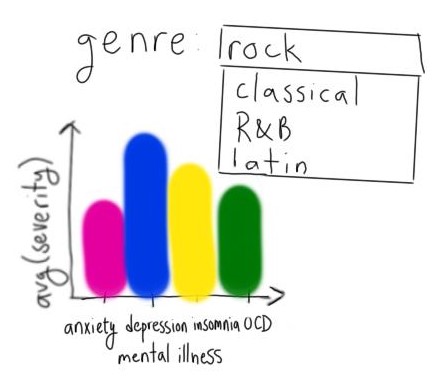 genre: rock
classical
R&B
latin
avg(severity)
anxiety depression insomnia OCD
mental illness